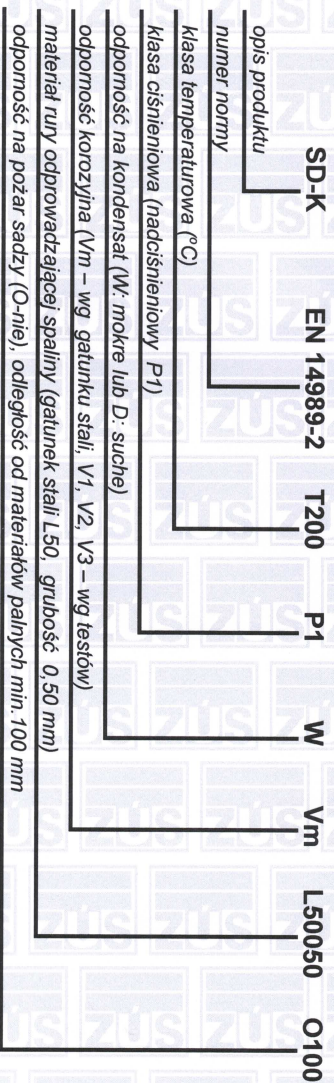 SD-K EN 14989-2 T200 P1 W Vm L50050 O100
opis produktu
numer normy
klasa temperaturowa (°C)
klasa ciśnieniowa (nadciśnieniowy P1)
odporność na kondensat (W: mokre lub D: suche)
odporność korozyjna (Vm – wg gatunku stali, V1, V2, V3 – wg testów)
materiał rury odprowadzającej spaliny (gatunek stali L50, grubość 0,50 mm)
odporność na pożar sadzy (O-nie), odległość od materiałów palnych min. 100 mm